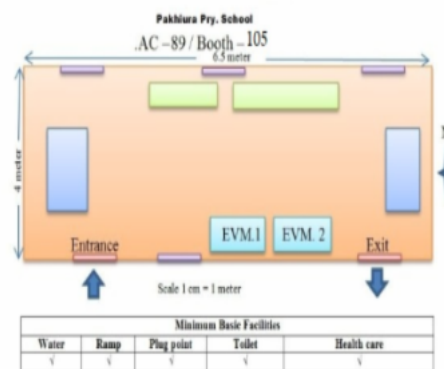 Pakhiura Pry. School
.AC -89 / Booth -105
6.5 meter
4 meter
EVM.1 EVM. 2
Entrance Exit
Scale 1 cm = 1 meter
Minimum Basic Facilities
Water Ramp Plug point Toilet Health care
√ √ √ √ √